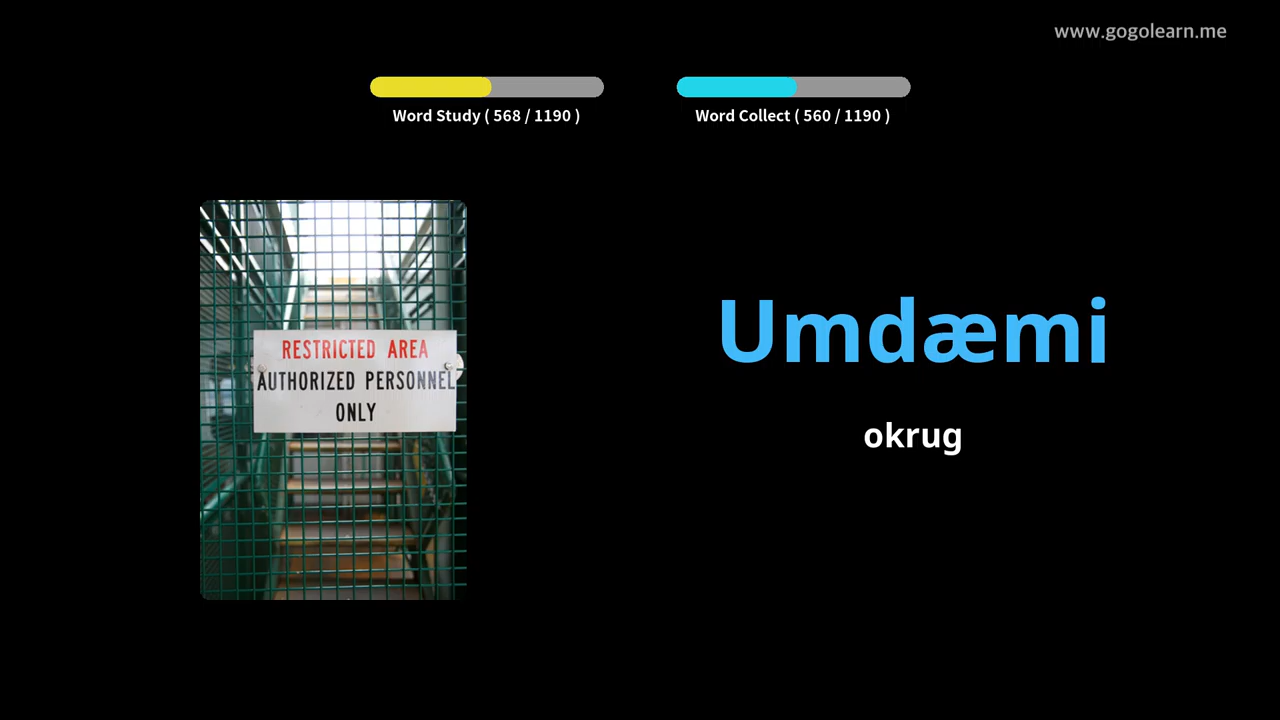 www.gogolearn.me
Word Study ( 568 / 1190 )
Word Collect ( 560 / 1190 )
RESTRICTED AREA
AUTHORIZED PERSONNEL
ONLY
Umdæmi
okrug